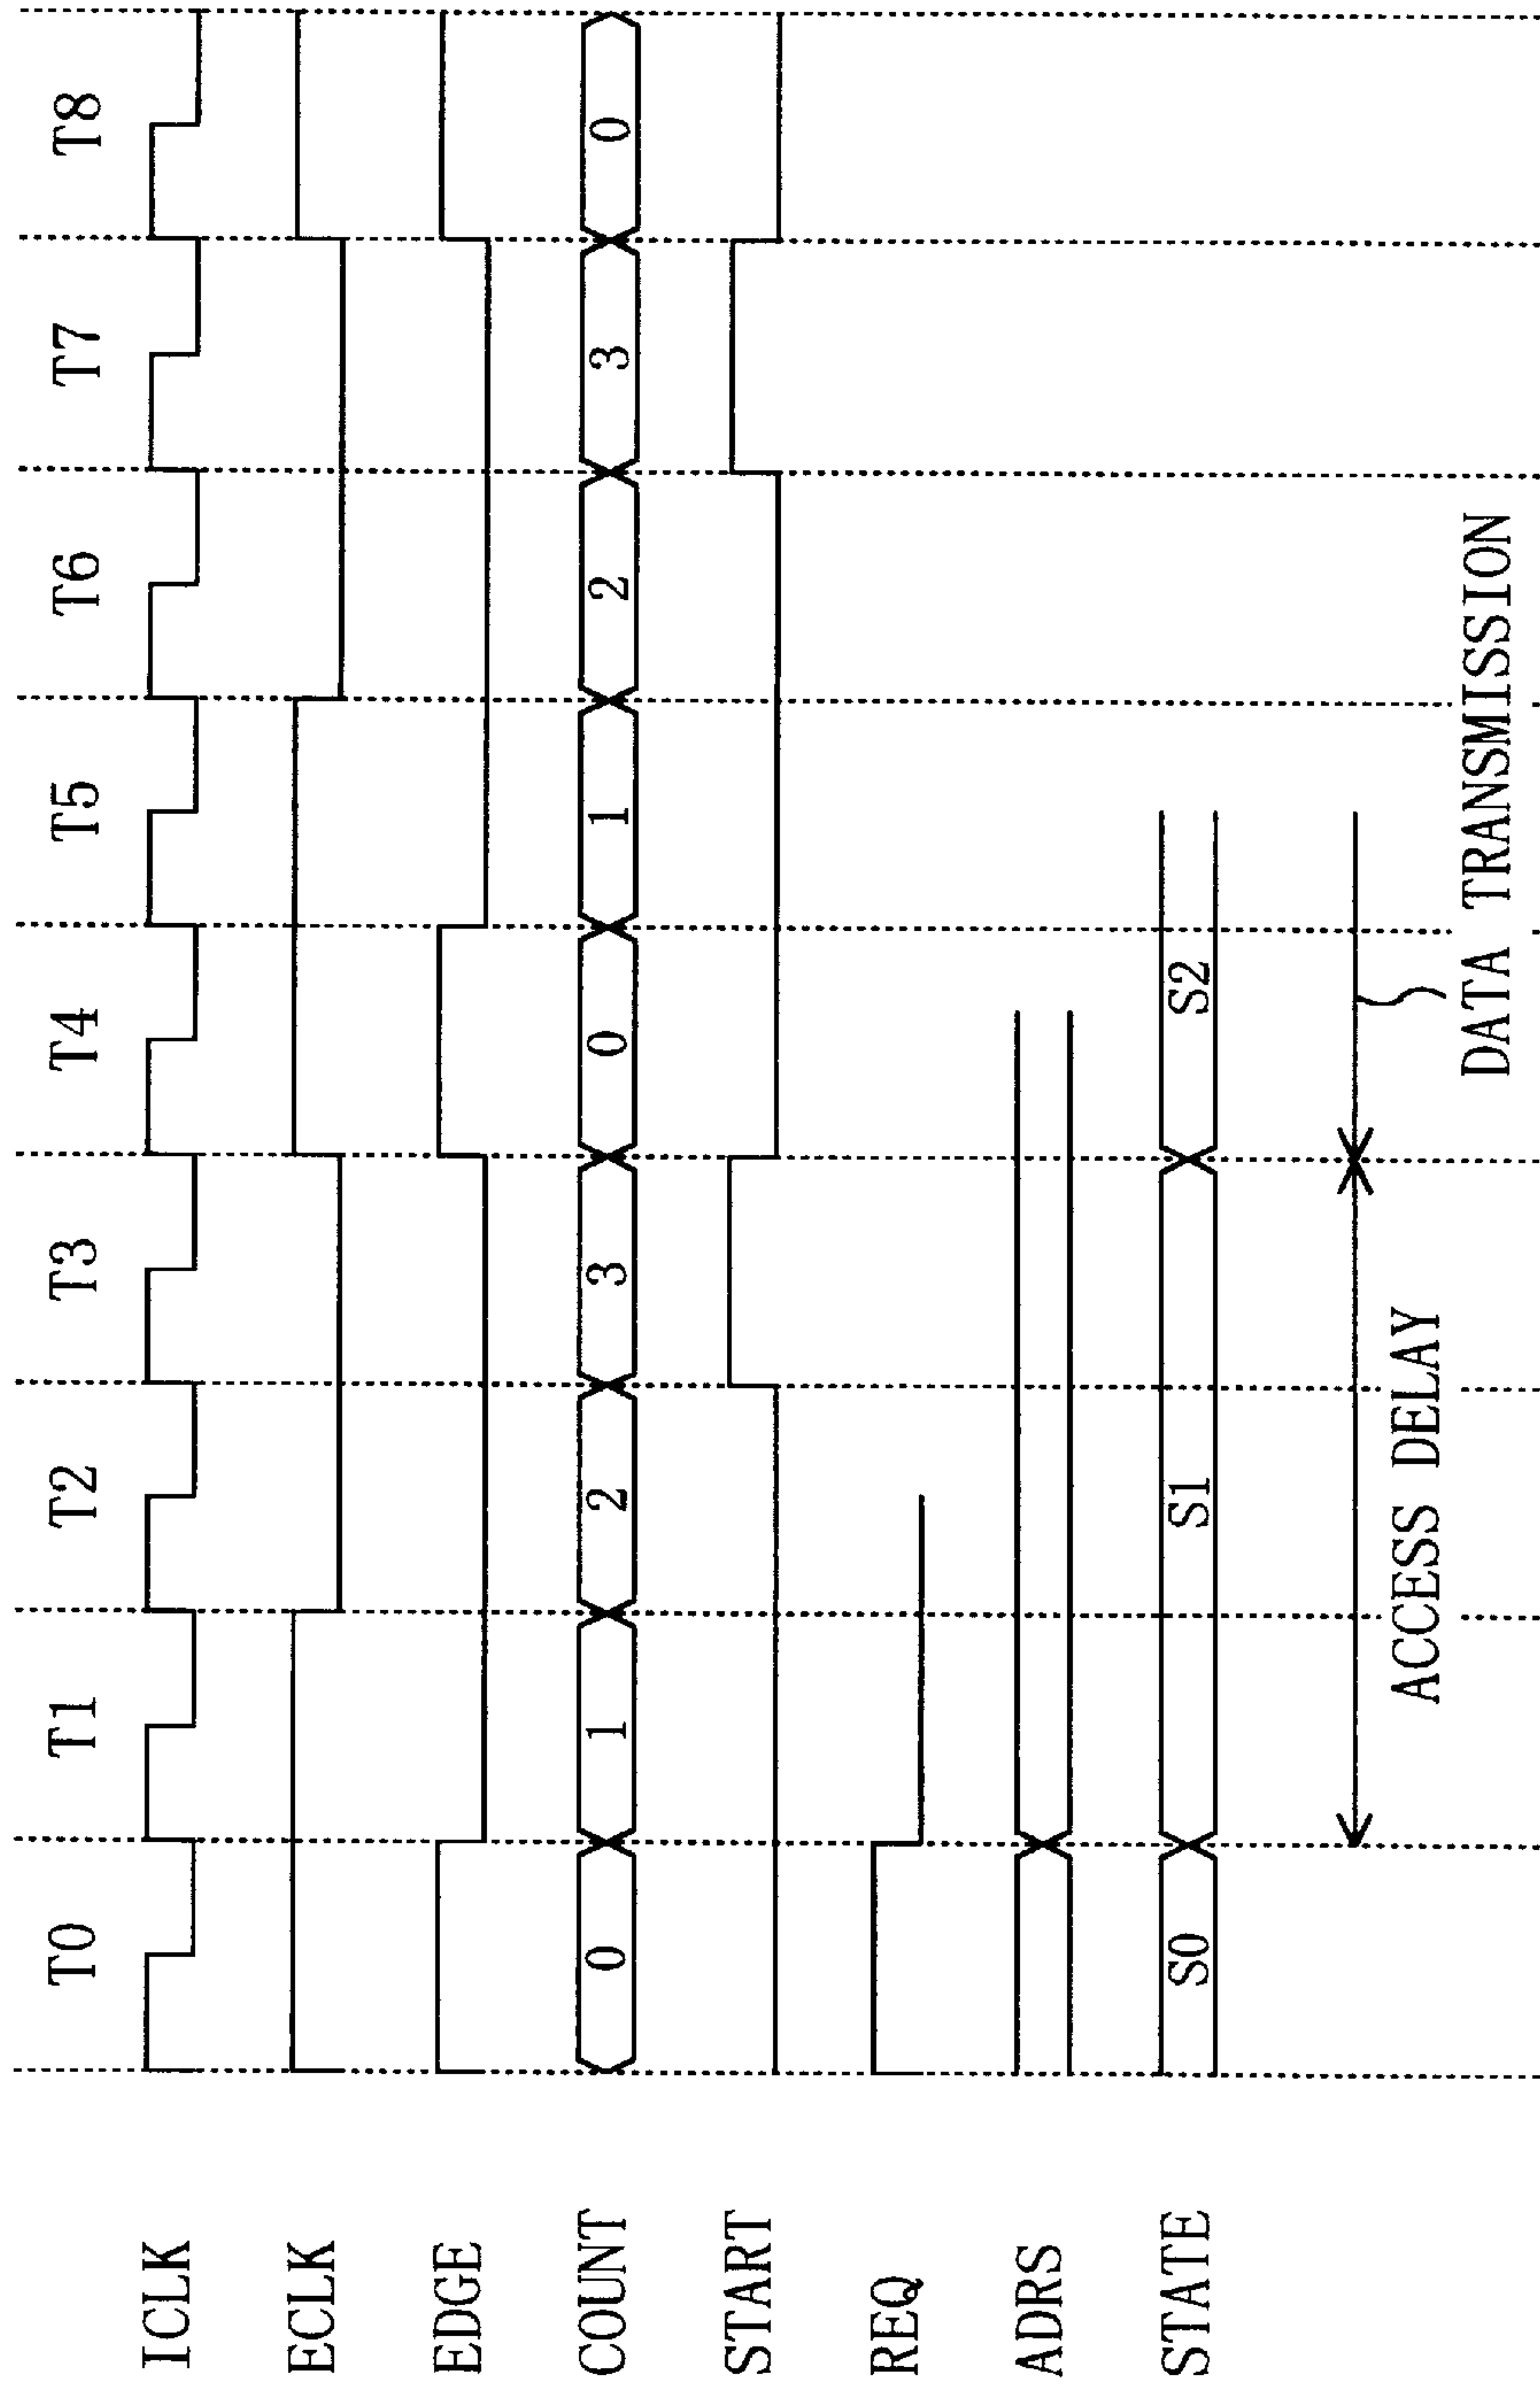 T0 T1 T2 T3 T4 T5 T6 T7 T8
ICLK
ECLK
EDGE
COUNT 0 1 2 3 0 1 2 3 0
START
REQ
ADRS
STATE S0 S1 S2
ACCESS DELAY
DATA TRANSMISSION